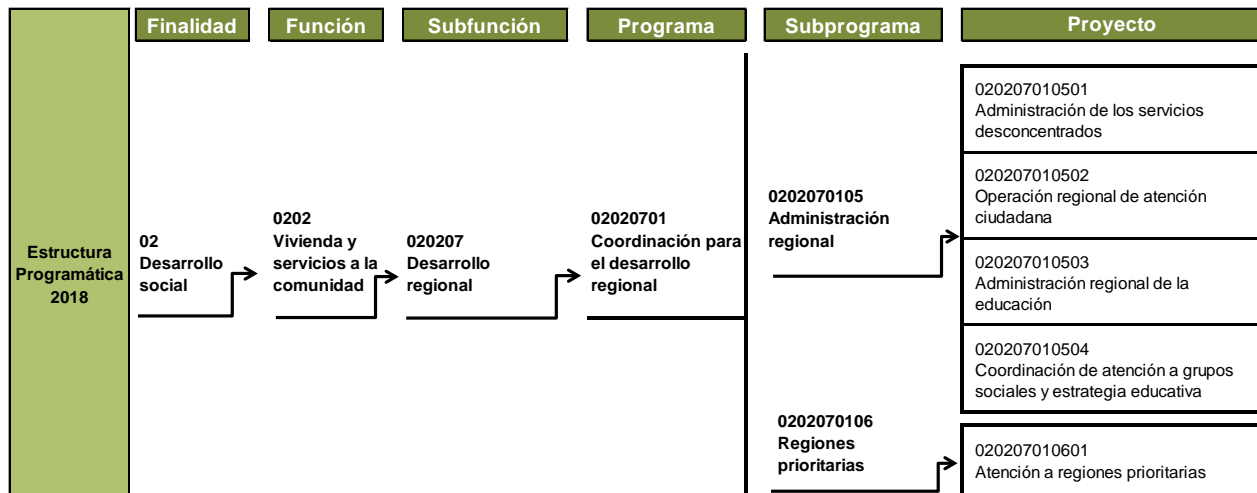 Finalidad
Función
Subfunción
Programa
Subprograma
Proyecto
Estructura
Programática
2018
02
Desarrollo
social
0202
Vivienda y
servicios a la
comunidad
020207
Desarrollo
regional
02020701
Coordinación para
el desarrollo
regional
0202070105
Administración
regional
020207010501
Administración de los servicios
desconcentrados
020207010502
Operación regional de atención
ciudadana
020207010503
Administración regional de la
educación
020207010504
Coordinación de atención a grupos
sociales y estrategia educativa
0202070106
Regiones
prioritarias
020207010601
Atención a regiones prioritarias